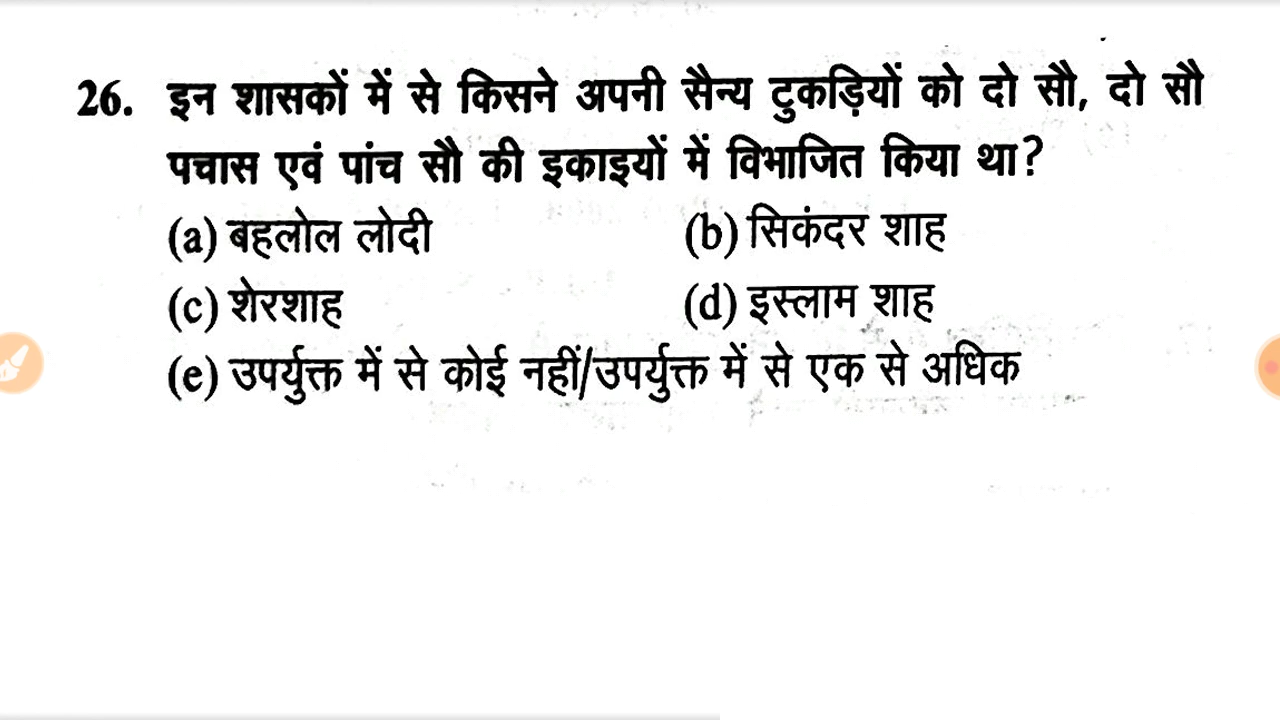 26. इन शासकों में से किसने अपनी सैन्य टुकड़ियों को दो सौ, दो सौ
पचास एवं पांच सौ की इकाइयों में विभाजित किया था?
(a) बहलोल लोदी (b) सिकंदर शाह
(c) शेरशाह (d) इस्लाम शाह
(e) उपर्युक्त में से कोई नहीं/उपर्युक्त में से एक से अधिक